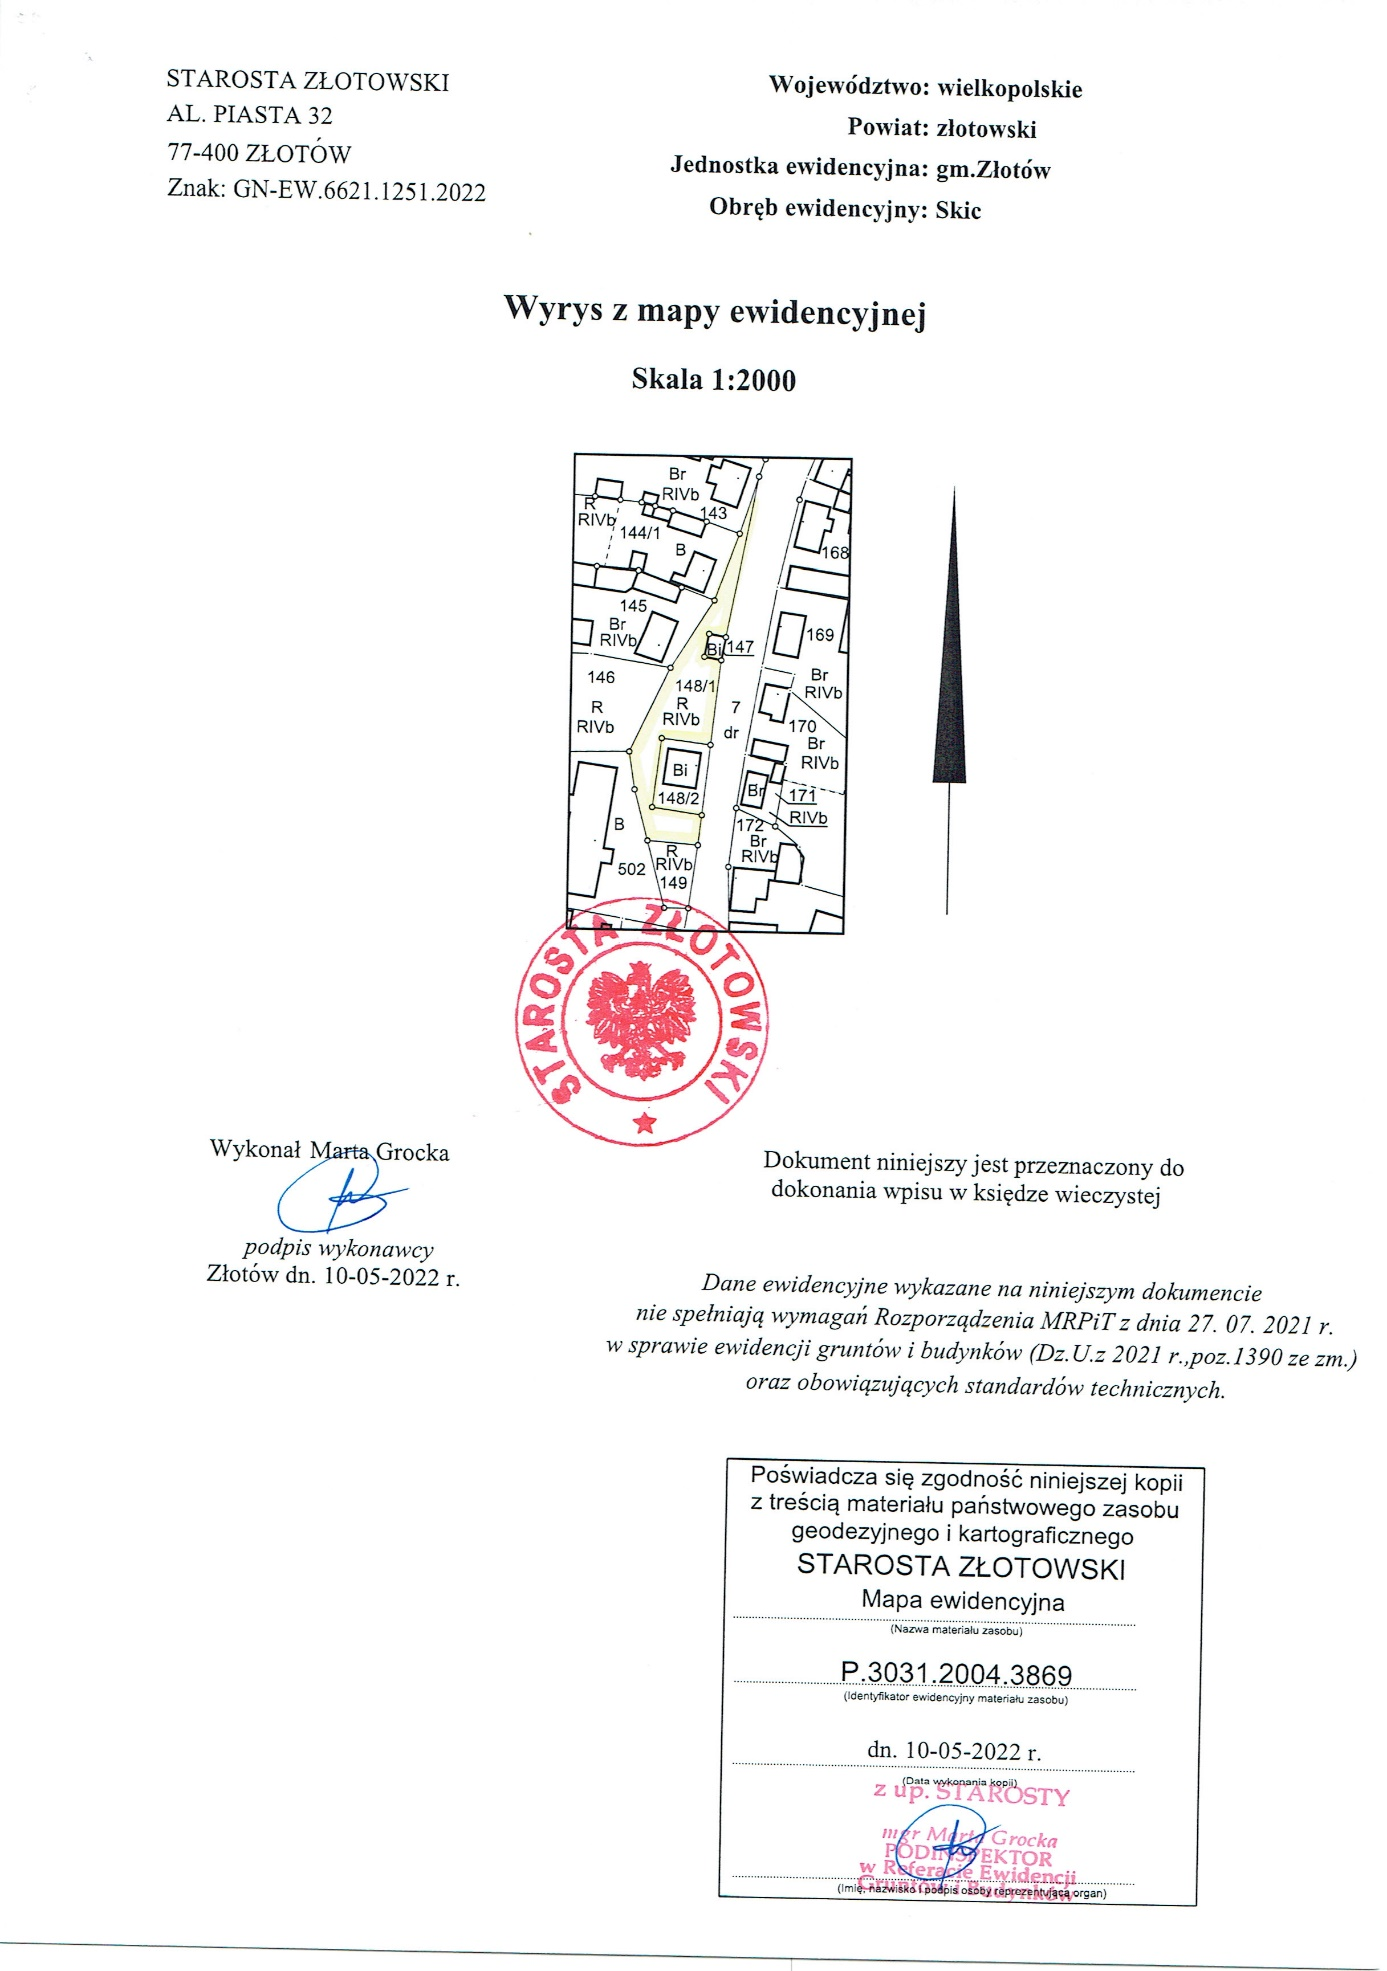 STAROSTA ZŁOTOWSKI
AL. PIASTA 32
77-400 ZŁOTÓW
Znak: GN-EW.6621.1251.2022
Województwo: wielkopolskie
Powiat: złotowski
Jednostka ewidencyjna: gm.Złotów
Obręb ewidencyjny: Skic
Wyrys z mapy ewidencyjnej
Skala 1:2000
Br
RIVb
143
R
RIVb
144/1
B
168
145
Br
RIVb
169
Bi
147
146
148/1
R
RIVb
R
RIVb
Br
RIVb
7
dr
170
Br
RIVb
Bi
148/2
Br
171
RIVb
B
172
Br
RIVb
502
R
RIVb
149
STAROSTA ZŁOTOWSKI
Wykonał Marta Grocka
podpis wykonawcy
Złotów dn. 10-05-2022 r.
Dokument niniejszy jest przeznaczony do
dokonania wpisu w księdze wieczystej
Dane ewidencyjne wykazane na niniejszym dokumencie
nie spełniają wymagań Rozporządzenia MRPiT z dnia 27. 07. 2021 r.
w sprawie ewidencji gruntów i budynków (Dz.U.z 2021 r.,poz.1390 ze zm.)
oraz obowiązujących standardów technicznych.
Poświadcza się zgodność niniejszej kopii
z treścią materiału państwowego zasobu
geodezyjnego i kartograficznego
STAROSTA ZŁOTOWSKI
Mapa ewidencyjna
(Nazwa materiału zasobu)
P.3031.2004.3869
(Identyfikator ewidencyjny materiału zasobu)
dn. 10-05-2022 r.
(Data wykonania kopii)
z up. STAROSTY
mgr Marta Grocka
PODINSPEKTOR
w Referacie Ewidencji
Gruntów i Budynków
(Imię, nazwisko i podpis osoby reprezentująca organ)